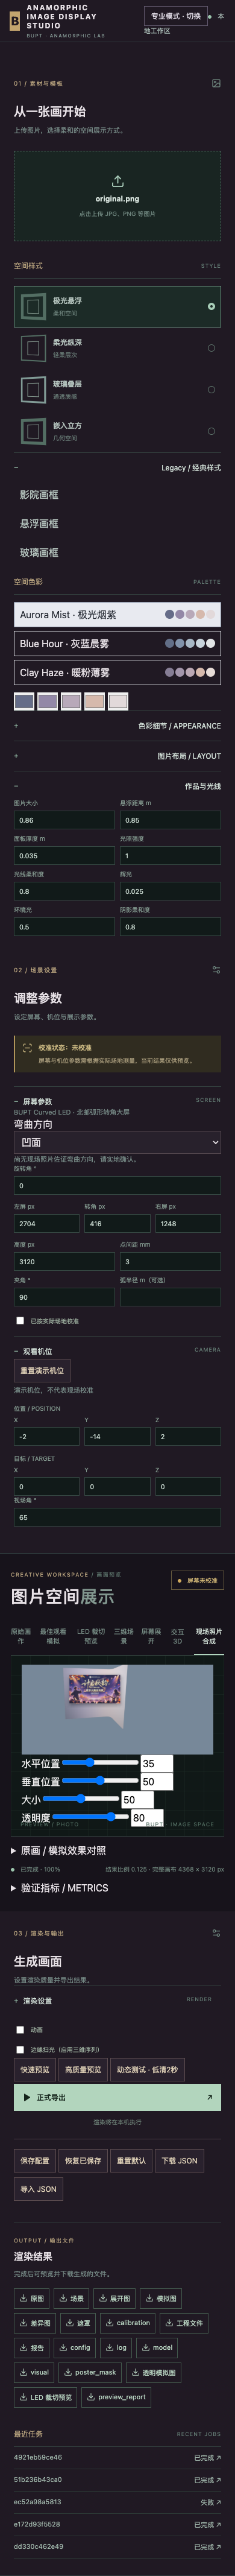 B
ANAMORPHIC
IMAGE DISPLAY
STUDIO
BUPT · ANAMORPHIC LAB
专业模式 · 切换
本
地工作区
01 / 素材与模板
从一张画开始
上传图片，选择柔和的空间展示方式。
original.png
点击上传 JPG、PNG 等图片
空间样式 STYLE
极光悬浮
柔和空间
柔光纵深
轻柔层次
玻璃叠层
通透质感
嵌入立方
几何空间
− Legacy / 经典样式
影院画框
悬浮画框
玻璃画框
空间色彩 PALETTE
Aurora Mist · 极光烟紫
Blue Hour · 灰蓝晨雾
Clay Haze · 暖粉薄雾
+ 色彩细节 / APPEARANCE
+ 图片布局 / LAYOUT
− 作品与光线
图片大小 悬浮距离 m
0.86 0.85
面板厚度 m 光照强度
0.035 1
光线柔和度 辉光
0.8 0.025
环境光 阴影柔和度
0.5 0.8
02 / 场景设置
调整参数
设定屏幕、机位与展示参数。
校准状态：未校准
屏幕与机位参数需根据实际场地测量，当前结果仅供预览。
− 屏幕参数 SCREEN
BUPT Curved LED · 北邮弧形转角大屏
弯曲方向
凹面
尚无现场照片佐证弯曲方向，请实地确认。
旋转角 °
0
左屏 px 转角 px 右屏 px
2704 416 1248
高度 px 点间距 mm
3120 3
夹角 ° 弧半径 m（可选）
90
已按实际场地校准
− 观看机位 CAMERA
重置演示机位
演示机位，不代表现场校准
位置 / POSITION
X Y Z
-2 -14 2
目标 / TARGET
X Y Z
0 0 0
视场角 °
65
CREATIVE WORKSPACE / 画面预览
图片空间展示
屏幕未校准
原始画作 最佳观看模拟 LED 裁切预览 三维场景 屏幕展开 交互3D 现场照片合成
水平位置 35
垂直位置 50
大小 50
透明度 80
PREVIEW / PHOTO BUPT IMAGE SPACE
▶ 原画 / 模拟效果对照
已完成 · 100% 结果比例 0.125 · 完整画布 4368 × 3120 px
▶ 验证指标 / METRICS
03 / 渲染与输出
生成画面
设置渲染质量并导出结果。
+ 渲染设置 RENDER
动画
边缘扫光（启用三维序列）
快速预览 高质量预览 动态测试 · 低清2秒
▶ 正式导出 ↗
渲染将在本机执行
保存配置 恢复已保存 重置默认 下载 JSON
导入 JSON
OUTPUT / 输出文件
渲染结果
完成后可预览并下载生成的文件。
原图 场景 展开图 模拟图
差异图 遮罩 calibration 工程文件
报告 config log model
visual poster_mask 透明模拟图
LED 裁切预览 preview_report
最近任务 RECENT JOBS
4921eb59ce46 已完成 ↗
51b236b43ca0 已完成 ↗
ec52a98a5813 失败 ↗
e172d93f5528 已完成 ↗
dd330c462e49 已完成 ↗